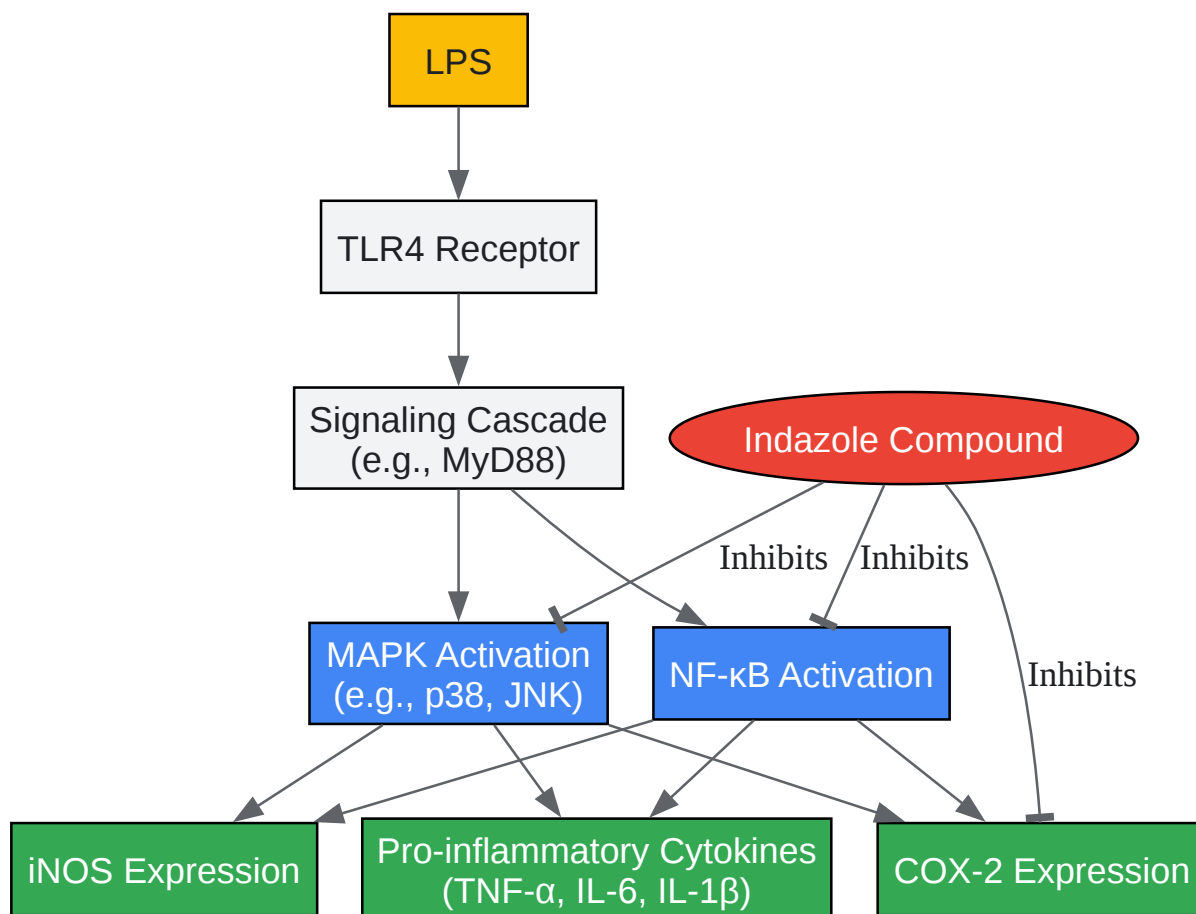 LPS
TLR4 Receptor
Signaling Cascade
(e.g., MyD88)
Indazole Compound
Inhibits
Inhibits
Inhibits
MAPK Activation
(e.g., p38, JNK)
NF-κB Activation
iNOS Expression
Pro-inflammatory Cytokines
(TNF-α, IL-6, IL-1β)
COX-2 Expression